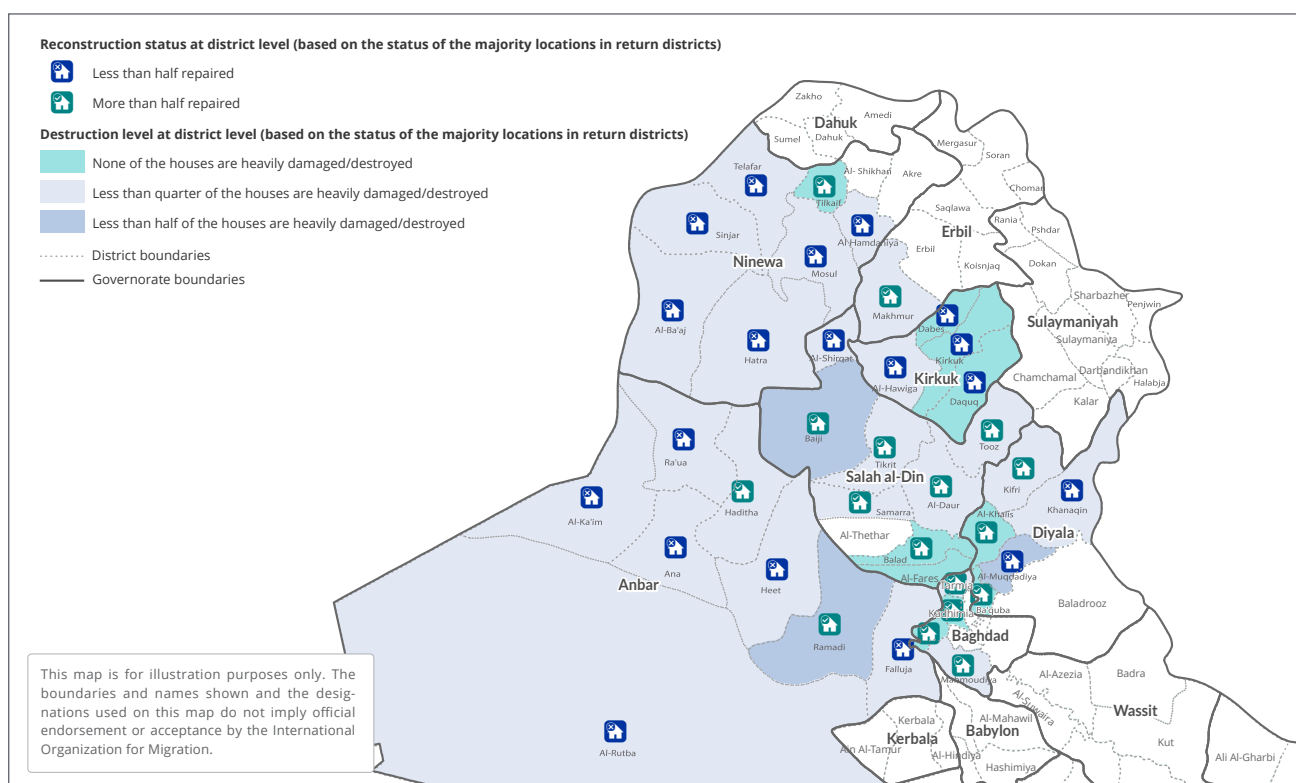 Reconstruction status at district level (based on the status of the majority locations in return districts)
Less than half repaired
More than half repaired
Destruction level at district level (based on the status of the majority locations in return districts)
None of the houses are heavily damaged/destroyed
Less than quarter of the houses are heavily damaged/destroyed
Less than half of the houses are heavily damaged/destroyed
District boundaries
Governorate boundaries
Zakho
Amedi
Dahuk
Sumel
Dahuk
Mergasur
Soran
Telafar
Al- Shikhan
Akre
Choman
Tilkaif
Saqlawa
Rania
Pshdar
Sinjar
Al Hamdaniya
Erbil
Erbil
Ninewa
Mosul
Koisnjaq
Dokan
Sharbazher
Penjwin
Makhmur
Al-Ba'aj
Dabes
Sulaymaniyah
Sulaymaniya
Hatra
Al-Shirqat
Kirkuk
Darbandikhan
Chamchamal
Halabja
Al-Hawiga
Kirkuk
Daquq
Kalar
Baiji
Tooz
Ra'ua
Tikrit
Salah al-Din
Kifri
Haditha
Al-Daur
Khanaqin
Samarra
Al-Khalis
Al-Ka'im
Al-Thethar
Diyala
Ana
Balad
Al-Fares
Al-Muqdadiya
Anbar
Heet
Tarmia
Ba'quba
Baladrooz
Kadhimia
Baghdad
Ramadi
Falluja
Mahmoudiya
Al-Azezia
Badra
Al-Suwaira
Wassit
Kerbala
Al-Mahawil
Babylon
Kerbala
Ain Al-Tamur
Al-Hindiya
Hashimiya
Kut
Ali Al-Gharbi
Al-Rutba
This map is for illustration purposes only. The
boundaries and names shown and the desig-
nations used on this map do not imply official
endorsement or acceptance by the International
Organization for Migration.